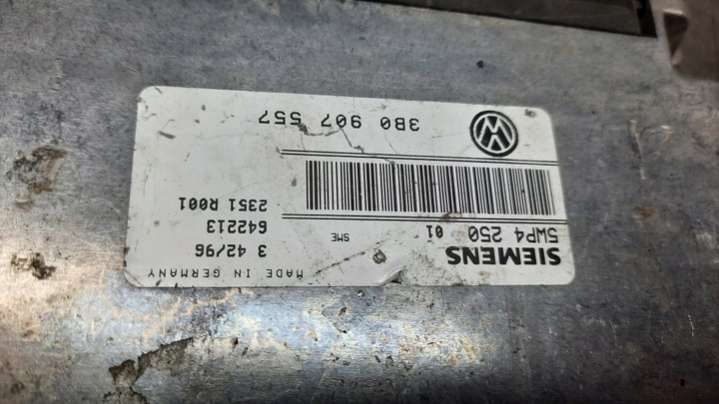 SIEMENS
MADE IN GERMANY
5WP4 250 01
SME
3 42/96
642213
2351 R001
3B0 907 557